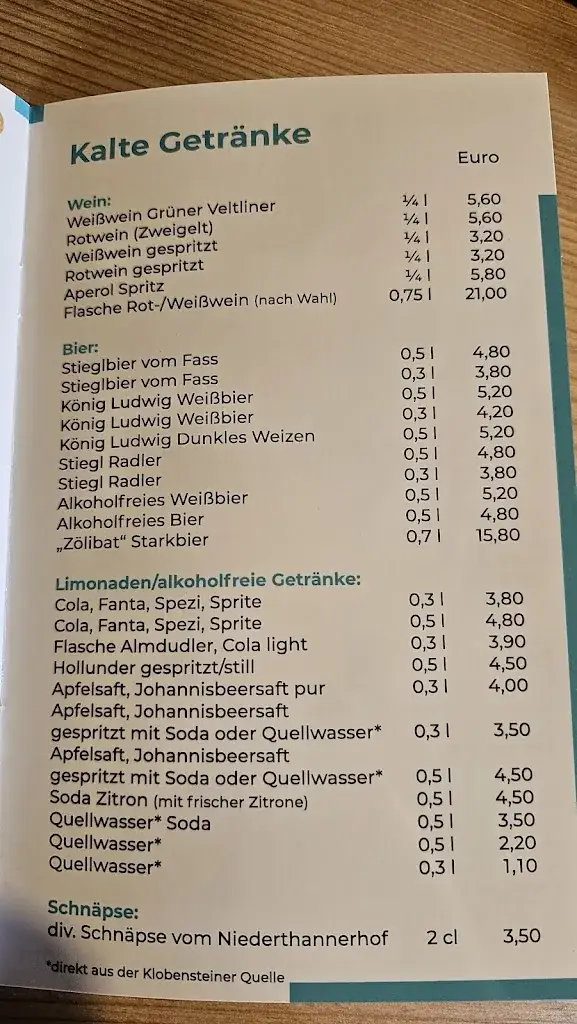 Kalte Getränke
Euro
Wein:
Weißwein Grüner Veltliner ¼ l 5,60
Rotwein (Zweigelt) ¼ l 5,60
Weißwein gespritzt ¼ l 3,20
Rotwein gespritzt ¼ l 3,20
Aperol Spritz ¼ l 5,80
Flasche Rot-/Weißwein (nach Wahl) 0,75 l 21,00
Bier:
Stieglbier vom Fass 0,5 l 4,80
Stieglbier vom Fass 0,3 l 3,80
König Ludwig Weißbier 0,5 l 5,20
König Ludwig Weißbier 0,3 l 4,20
König Ludwig Dunkles Weizen 0,5 l 5,20
Stiegl Radler 0,5 l 4,80
Stiegl Radler 0,3 l 3,80
Alkoholfreies Weißbier 0,5 l 5,20
Alkoholfreies Bier 0,5 l 4,80
„Zölibat“ Starkbier 0,7 l 15,80
Limonaden/alkoholfreie Getränke:
Cola, Fanta, Spezi, Sprite 0,3 l 3,80
Cola, Fanta, Spezi, Sprite 0,5 l 4,80
Flasche Almdudler, Cola light 0,3 l 3,90
Hollunder gespritzt/still 0,5 l 4,50
Apfelsaft, Johannisbeersaft pur 0,3 l 4,00
Apfelsaft, Johannisbeersaft
gespritzt mit Soda oder Quellwasser* 0,3 l 3,50
Apfelsaft, Johannisbeersaft
gespritzt mit Soda oder Quellwasser* 0,5 l 4,50
Soda Zitron (mit frischer Zitrone) 0,5 l 4,50
Quellwasser* Soda 0,5 l 3,50
Quellwasser* 0,5 l 2,20
Quellwasser* 0,3 l 1,10
Schnäpse:
div. Schnäpse vom Niederthannerhof 2 cl 3,50
*direkt aus der Klobensteiner Quelle